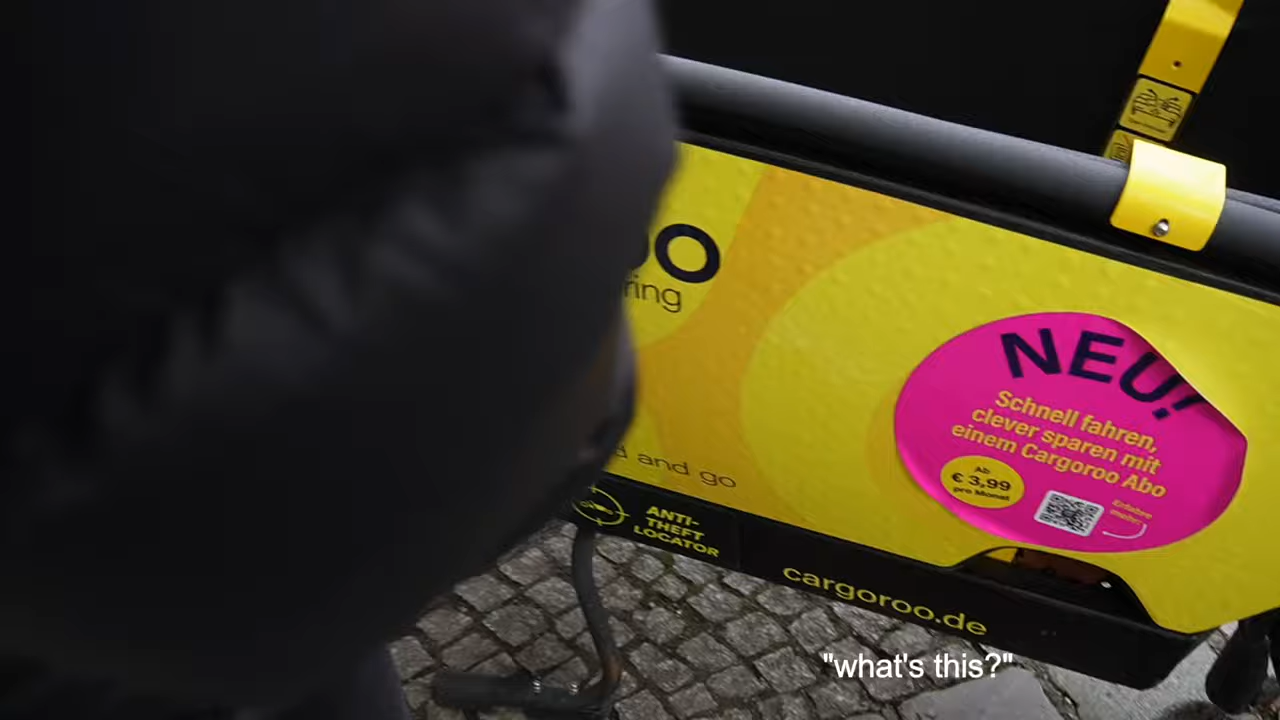 oo
ring
NEU!
Schnell fahren,
clever sparen mit
einem Cargoroo Abo
Ab
€ 3,99
pro Monat
Erfahre
mehr!
and go
ANTI-
THEFT
LOCATOR
cargoroo.de
"what's this?"